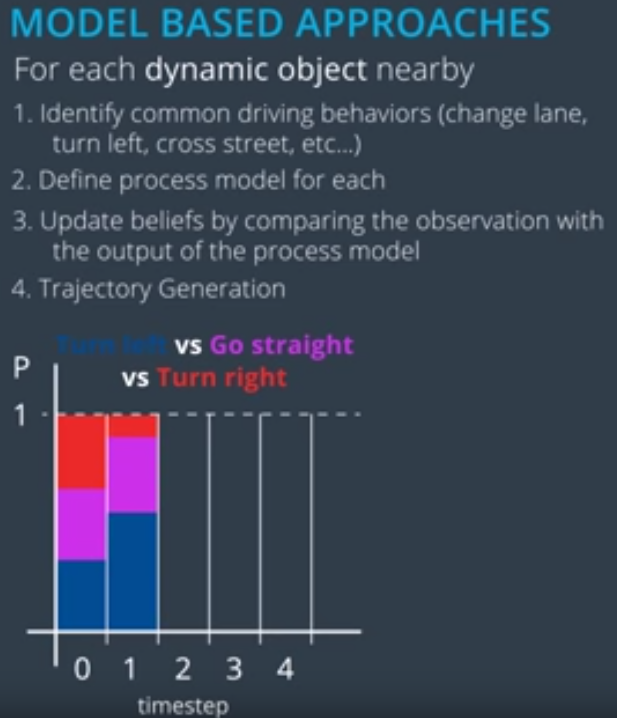 MODEL BASED APPROACHES
For each dynamic object nearby
1. Identify common driving behaviors (change lane,
turn left, cross street, etc...)
2. Define process model for each
3. Update beliefs by comparing the observation with
the output of the process model
4. Trajectory Generation
Turn left vs Go straight
vs Turn right
P
1
0 1 2 3 4
timestep